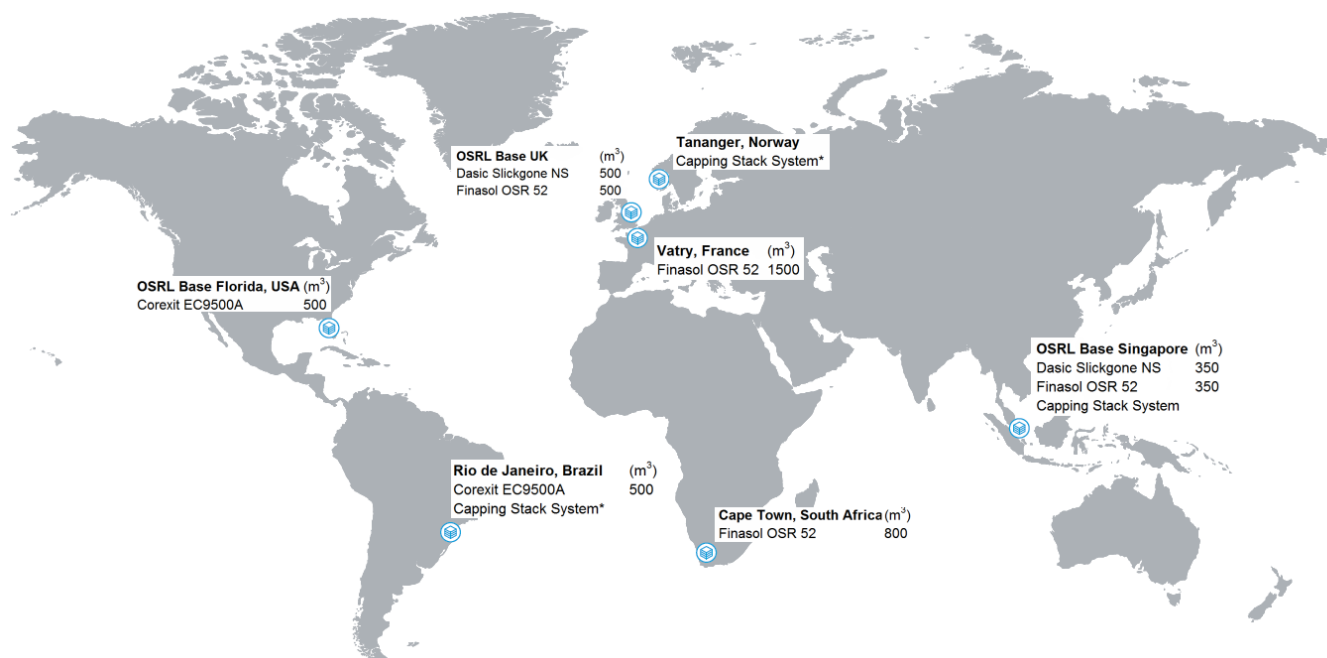 Tananger, Norway
Capping Stack System*
OSRL Base UK (m³)
Dasic Slickgone NS 500
Finasol OSR 52 500
Vatry, France (m³)
Finasol OSR 52 1500
OSRL Base Florida, USA (m³)
Corexit EC9500A 500
OSRL Base Singapore (m³)
Dasic Slickgone NS 350
Finasol OSR 52 350
Capping Stack System
Rio de Janeiro, Brazil (m³)
Corexit EC9500A 500
Capping Stack System*
Cape Town, South Africa (m³)
Finasol OSR 52 800